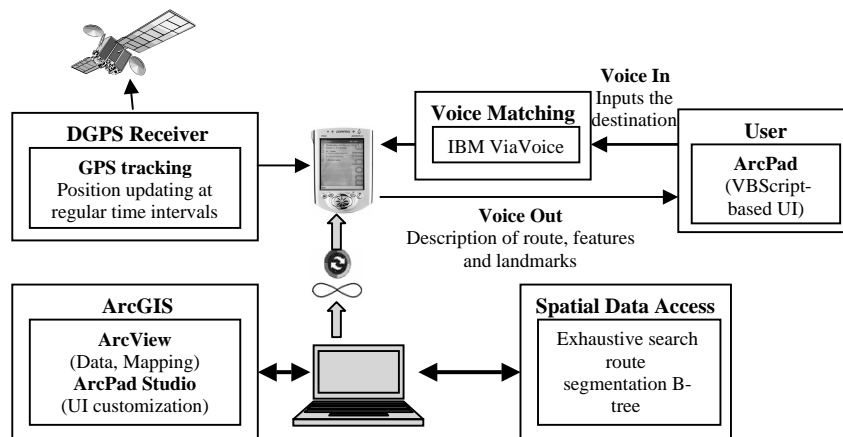 Voice In
Inputs the
destination
Voice Matching
IBM ViaVoice
DGPS Receiver
GPS tracking
Position updating at
regular time intervals
User
ArcPad
(VBScript-
based UI)
Voice Out
Description of route, features
and landmarks
ArcGIS
ArcView
(Data, Mapping)
ArcPad Studio
(UI customization)
Spatial Data Access
Exhaustive search
route
segmentation B-
tree